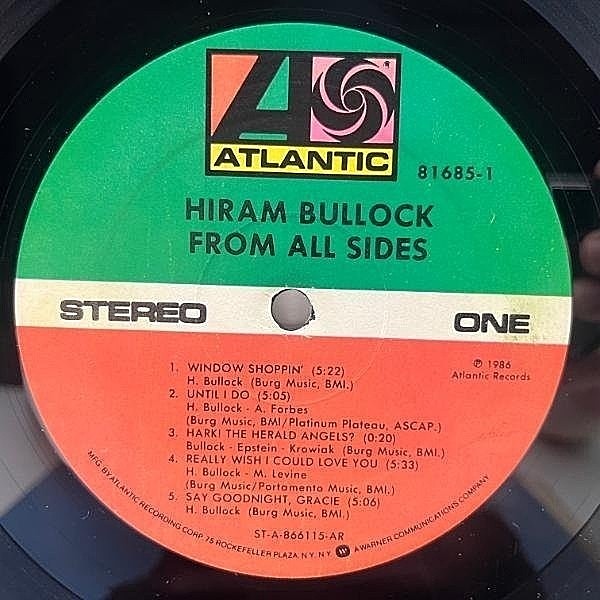 ATLANTIC
81685-1
HIRAM BULLOCK
FROM ALL SIDES
STEREO
ONE
1. WINDOW SHOPPIN' (5:22)
H. Bullock (Burg Music, BMI.)
2. UNTIL I DO (5:05)
H. Bullock - A. Forbes
(Burg Music, BMI/Platinum Plateau, ASCAP.)
3. HARK! THE HERALD ANGELS? (0:20)
Bullock - Epstein - Krowiak (Burg Music, BMI.)
4. REALLY WISH I COULD LOVE YOU (5:33)
H. Bullock - M. Levine
(Burg Music/Portamento Music, BMI.)
5. SAY GOODNIGHT, GRACIE (5:06)
H. Bullock (Burg Music, BMI.)
℗ 1986
Atlantic Records
ST-A-866115-AR
MFG. BY ATLANTIC RECORDING CORP. 75 ROCKEFELLER PLAZA, N.Y. N.Y. A WARNER COMMUNICATIONS COMPANY